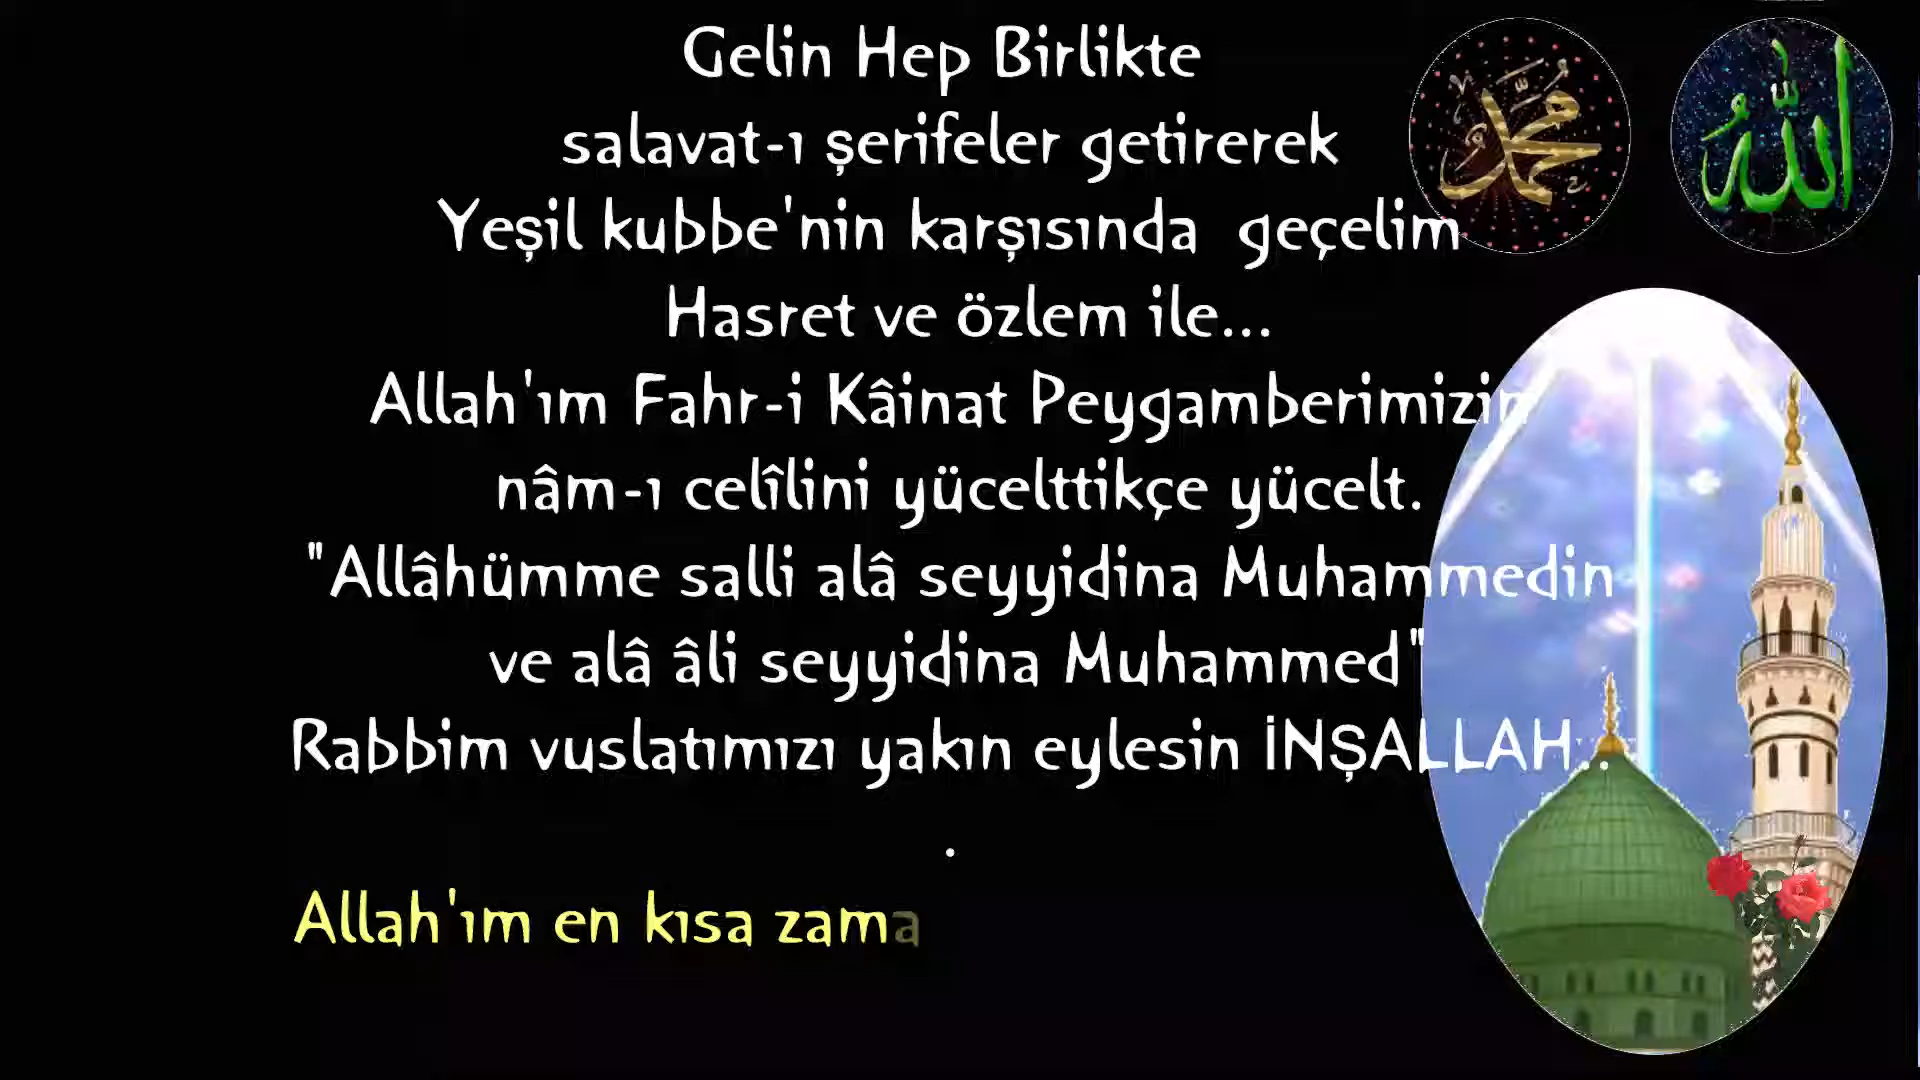 Gelin Hep Birlikte
salavat-ı şerifeler getirerek
Yeşil kubbe'nin karşısında geçelim
Hasret ve özlem ile...
Allah'ım Fahr-i Kâinat Peygamberimizin
nâm-ı celîlini yücelttikçe yücelt.
"Allâhümme salli alâ seyyidina Muhammedin
ve alâ âli seyyidina Muhammed"
Rabbim vuslatımızı yakın eylesin İNŞALLAH..
.
Allah'ım en kısa zama
محمد
الله